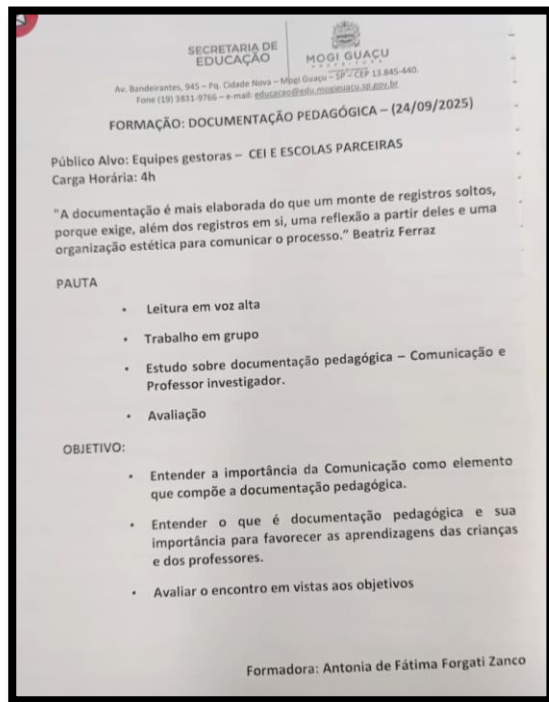 SECRETARIA DE
EDUCAÇÃO
MOGI GUAÇU
PREFEITURA
Av. Bandeirantes, 945 – Pq. Cidade Nova – Mogi Guaçu – SP – CEP 13.845-440.
Fone (19) 3831-9766 – e-mail: educacao@edu.mogiguacu.sp.gov.br
FORMAÇÃO: DOCUMENTAÇÃO PEDAGÓGICA – (24/09/2025)
Público Alvo: Equipes gestoras – CEI E ESCOLAS PARCEIRAS
Carga Horária: 4h
"A documentação é mais elaborada do que um monte de registros soltos,
porque exige, além dos registros em si, uma reflexão a partir deles e uma
organização estética para comunicar o processo." Beatriz Ferraz
PAUTA
• Leitura em voz alta
• Trabalho em grupo
• Estudo sobre documentação pedagógica – Comunicação e
Professor investigador.
• Avaliação
OBJETIVO:
• Entender a importância da Comunicação como elemento
que compõe a documentação pedagógica.
• Entender o que é documentação pedagógica e sua
importância para favorecer as aprendizagens das crianças
e dos professores.
• Avaliar o encontro em vistas aos objetivos
Formadora: Antonia de Fátima Forgati Zanco